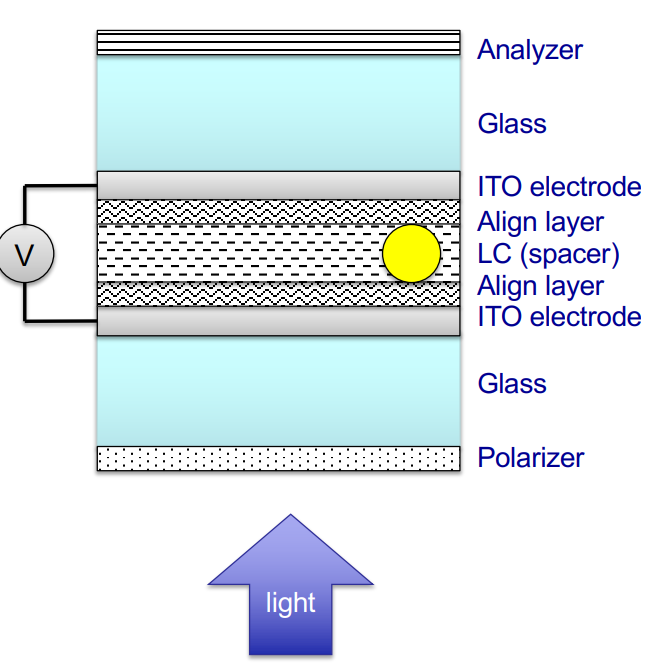 Analyzer
Glass
ITO electrode
Align layer
V
LC (spacer)
Align layer
ITO electrode
Glass
Polarizer
light